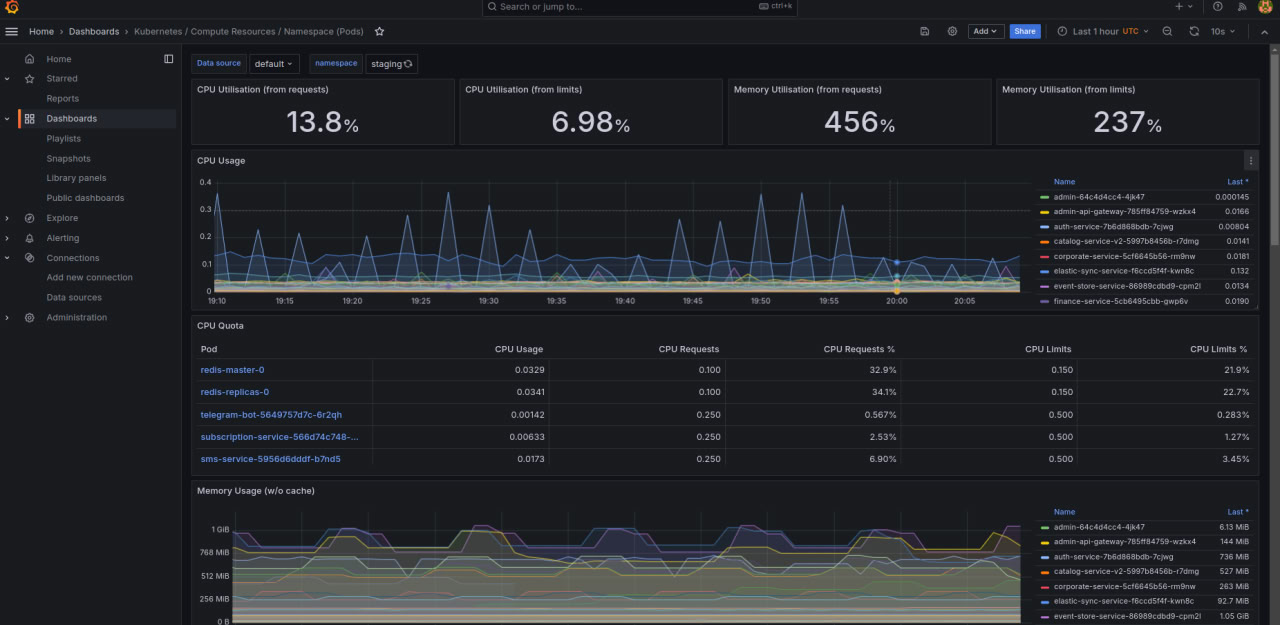 Search or jump to...
ctrl+k
Home › Dashboards › Kubernetes / Compute Resources / Namespace (Pods)
Add
Share
Last 1 hour UTC
10s
Home
Starred
Reports
Dashboards
Playlists
Snapshots
Library panels
Public dashboards
Explore
Alerting
Connections
Add new connection
Data sources
Administration
Data source default
namespace staging
CPU Utilisation (from requests)
13.8%
CPU Utilisation (from limits)
6.98%
Memory Utilisation (from requests)
456%
Memory Utilisation (from limits)
237%
CPU Usage
0.4
0.3
0.2
0.1
0
19:10 19:15 19:20 19:25 19:30 19:35 19:40 19:45 19:50 19:55 20:00 20:05
Name Last *
admin-64c4d4cc4-4jk47 0.000145
admin-api-gateway-785ff84759-wzkx4 0.0166
auth-service-7b6d868bdb-7cjwg 0.00804
catalog-service-v2-5997b8456b-r7dmg 0.0141
corporate-service-5cf6645b56-rm9nw 0.0181
elastic-sync-service-f6ccd5f4f-kwn8c 0.132
event-store-service-86989cdbd9-cpm2l 0.0134
finance-service-5cb6495cbb-gwp6v 0.0190
CPU Quota
Pod CPU Usage CPU Requests CPU Requests % CPU Limits CPU Limits %
redis-master-0 0.0329 0.100 32.9% 0.150 21.9%
redis-replicas-0 0.0341 0.100 34.1% 0.150 22.7%
telegram-bot-5649757d7c-6r2qh 0.00142 0.250 0.567% 0.500 0.283%
subscription-service-566d74c748-... 0.00633 0.250 2.53% 0.500 1.27%
sms-service-5956d6dddf-b7nd5 0.0173 0.250 6.90% 0.500 3.45%
Memory Usage (w/o cache)
1 GiB
768 MiB
512 MiB
256 MiB
0 B
Name Last *
admin-64c4d4cc4-4jk47 6.13 MiB
admin-api-gateway-785ff84759-wzkx4 144 MiB
auth-service-7b6d868bdb-7cjwg 736 MiB
catalog-service-v2-5997b8456b-r7dmg 527 MiB
corporate-service-5cf6645b56-rm9nw 263 MiB
elastic-sync-service-f6ccd5f4f-kwn8c 92.7 MiB
event-store-service-86989cdbd9-cpm2l 1.05 GiB